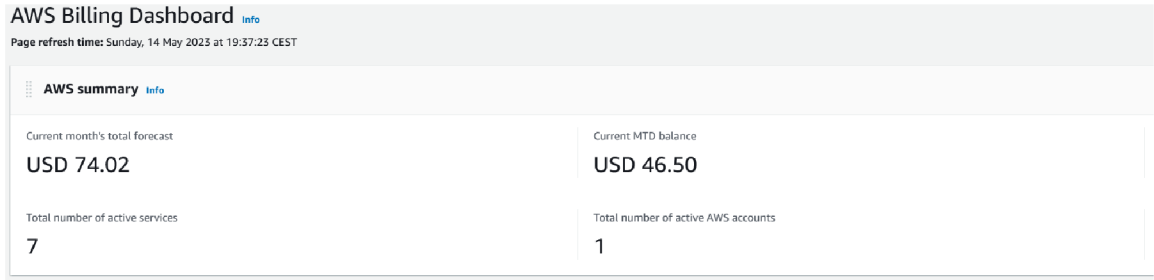 AWS Billing Dashboard Info
Page refresh time: Sunday, 14 May 2023 at 19:37:23 CEST
AWS summary Info
Current month's total forecast
USD 74.02
Current MTD balance
USD 46.50
Total number of active services
7
Total number of active AWS accounts
1